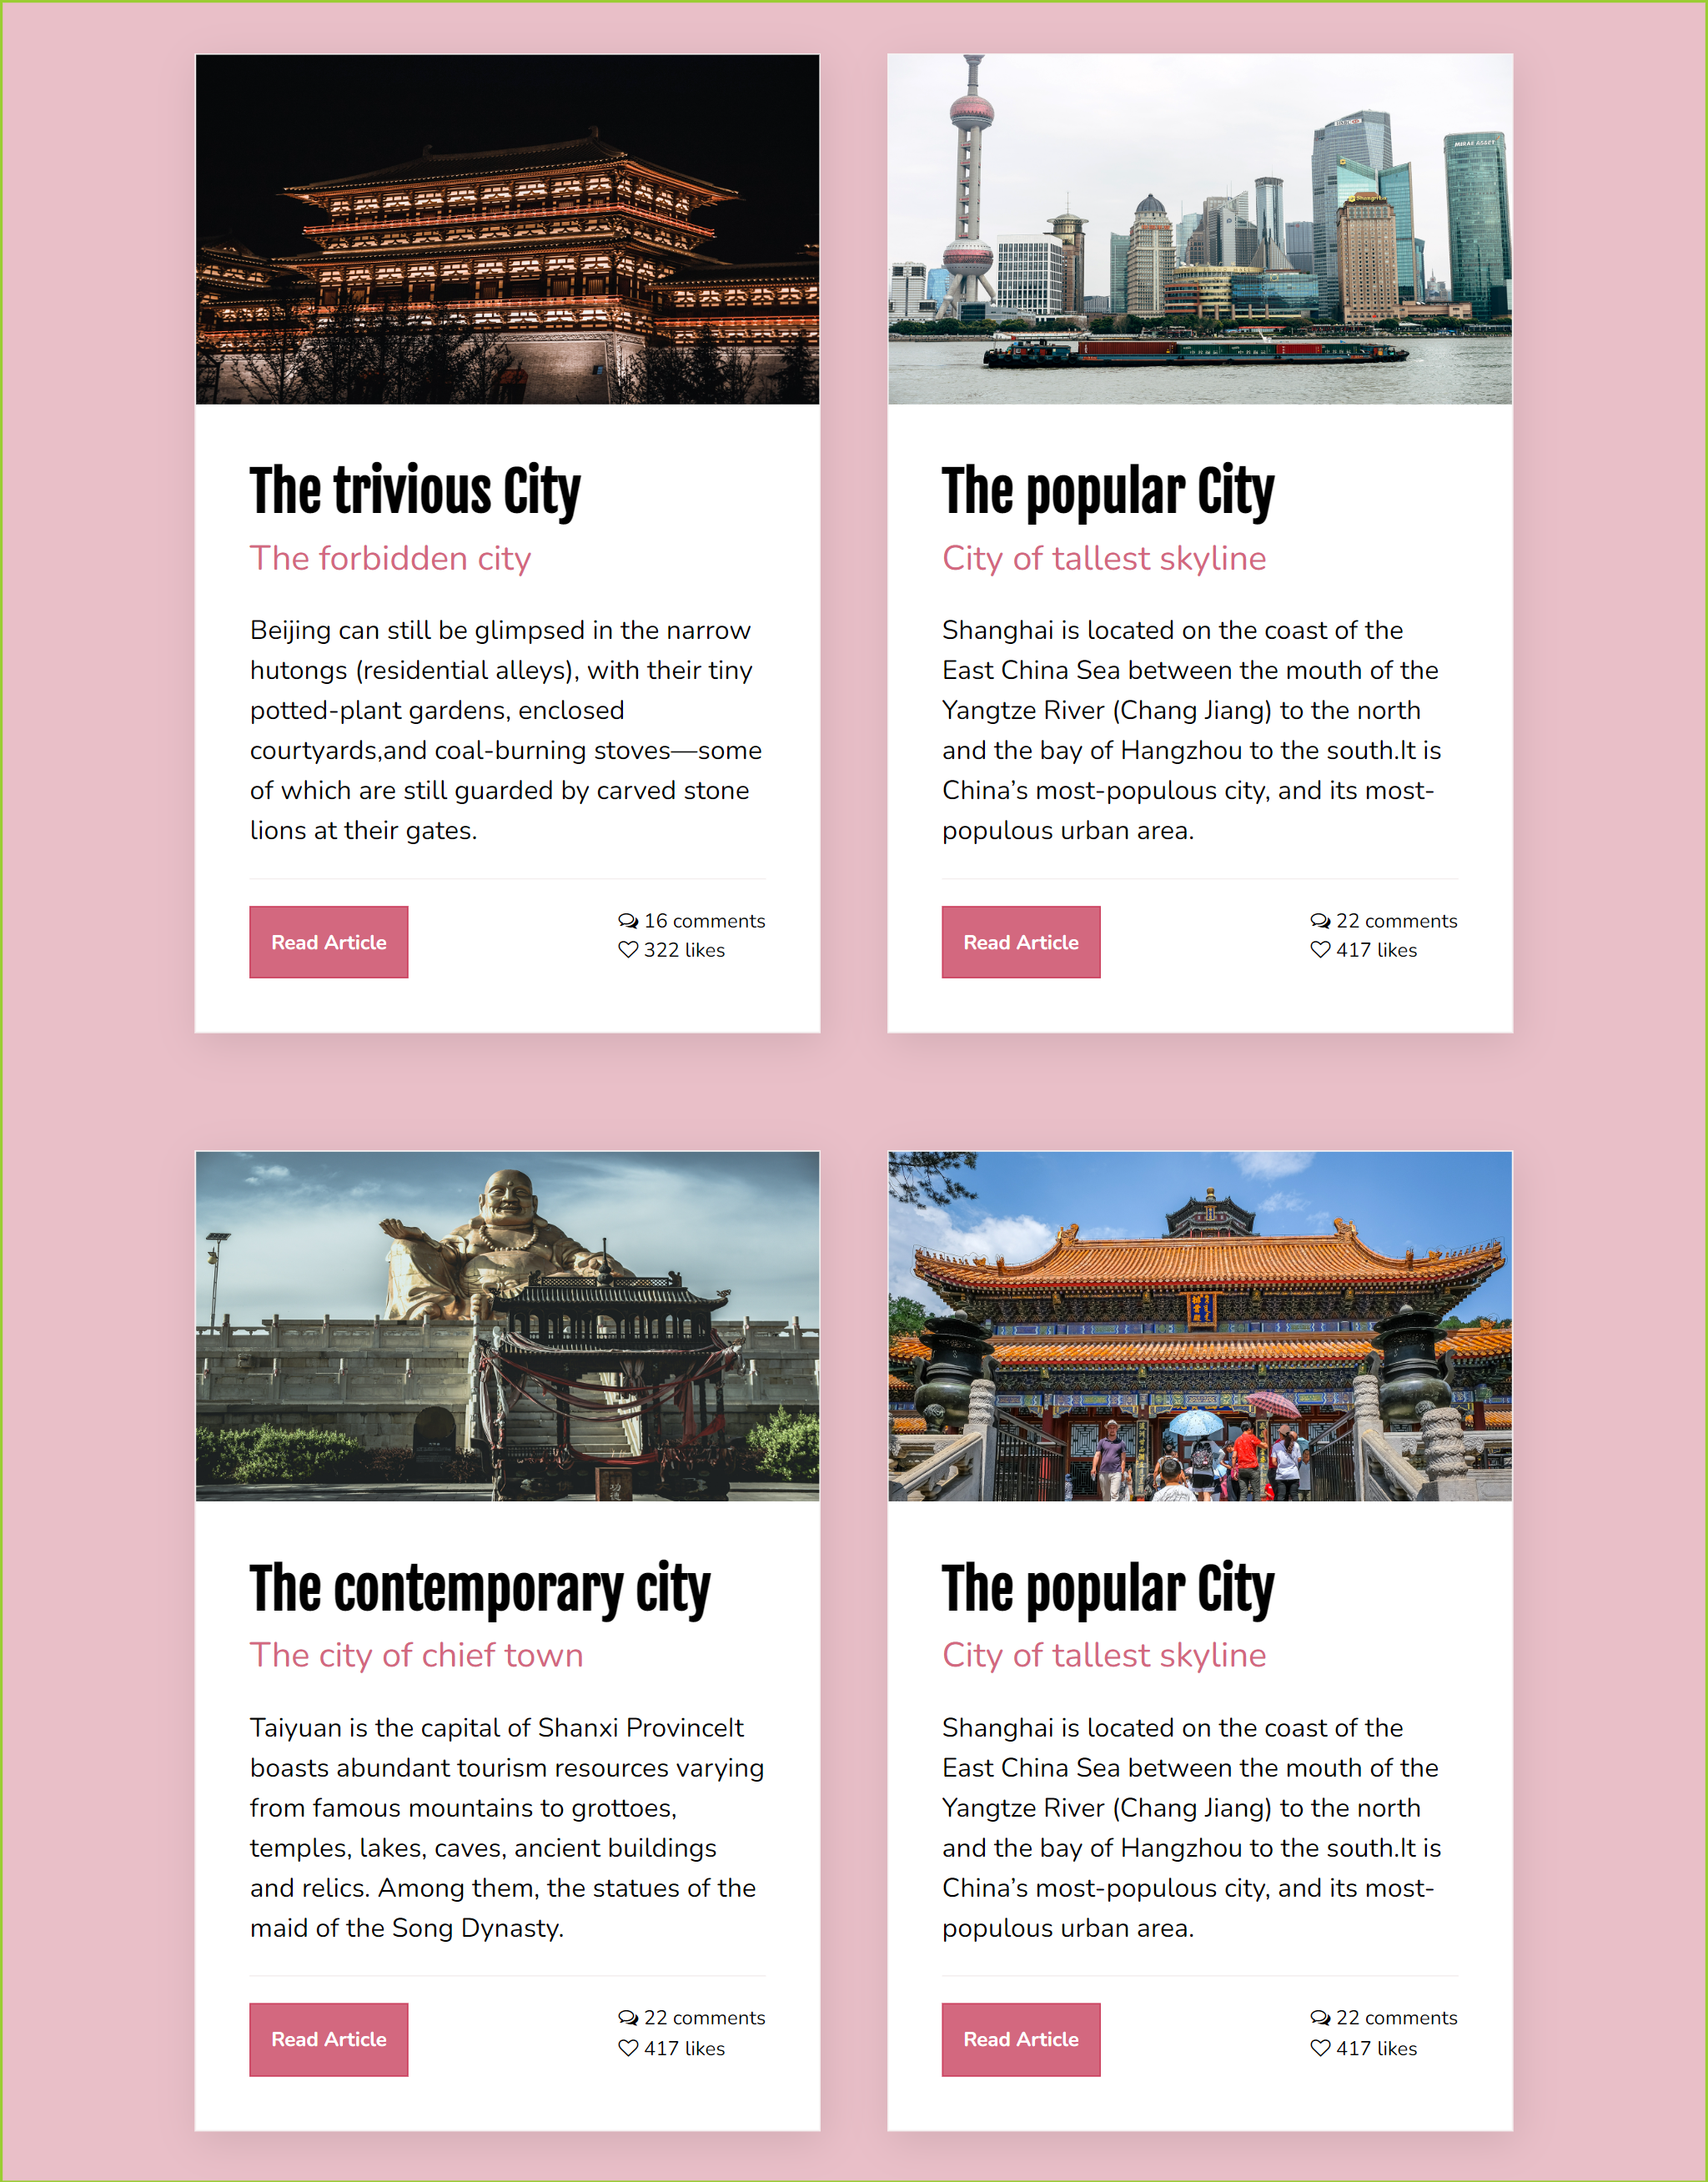 HSBC
MIRAE ASSET
Shangri-La
The trivious City
The forbidden city
Beijing can still be glimpsed in the narrow
hutongs (residential alleys), with their tiny
potted-plant gardens, enclosed
courtyards,and coal-burning stoves—some
of which are still guarded by carved stone
lions at their gates.
Read Article
16 comments
322 likes
The popular City
City of tallest skyline
Shanghai is located on the coast of the
East China Sea between the mouth of the
Yangtze River (Chang Jiang) to the north
and the bay of Hangzhou to the south.It is
China’s most-populous city, and its most-
populous urban area.
Read Article
22 comments
417 likes
The contemporary city
The city of chief town
Taiyuan is the capital of Shanxi ProvinceIt
boasts abundant tourism resources varying
from famous mountains to grottoes,
temples, lakes, caves, ancient buildings
and relics. Among them, the statues of the
maid of the Song Dynasty.
Read Article
22 comments
417 likes
The popular City
City of tallest skyline
Shanghai is located on the coast of the
East China Sea between the mouth of the
Yangtze River (Chang Jiang) to the north
and the bay of Hangzhou to the south.It is
China’s most-populous city, and its most-
populous urban area.
Read Article
22 comments
417 likes